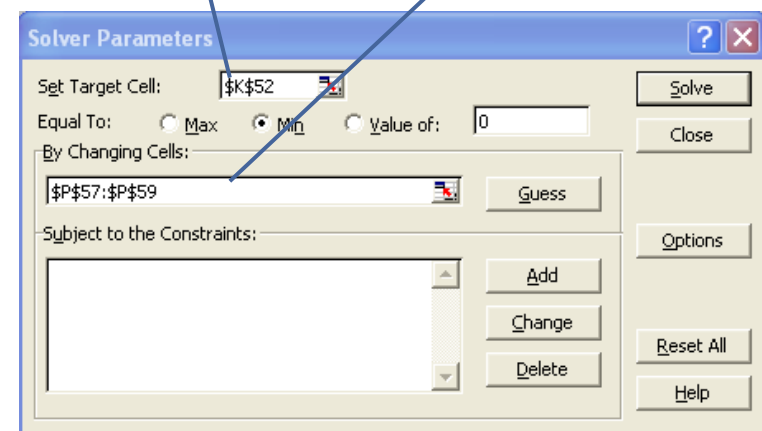 Solver Parameters
Set Target Cell: $K$52 Solve
Equal To: Max Min Value of: 0 Close
By Changing Cells:
$P$57:$P$59 Guess
Subject to the Constraints: Options
Add
Change
Reset All
Delete
Help